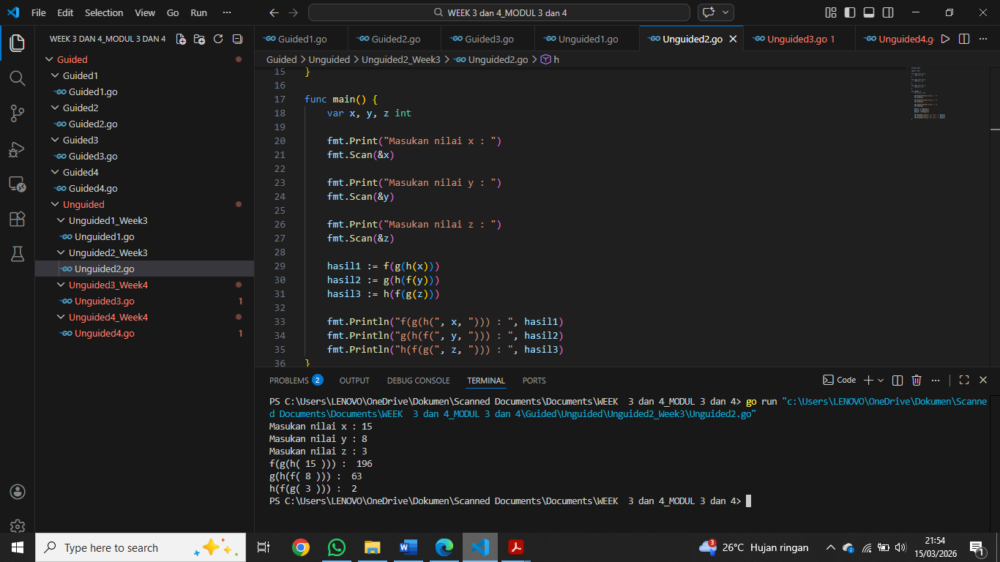 File Edit Selection View Go Run ··· WEEK 3 dan 4_MODUL 3 dan 4
WEEK 3 DAN 4_MODUL 3 DAN 4
Guided
Guided1
Guided1.go
Guided2
Guided2.go
Guided3
Guided3.go
Guided4
Guided4.go
Unguided
Unguided1_Week3
Unguided1.go
Unguided2_Week3
Unguided2.go
Unguided3_Week4
Unguided3.go 1
Unguided4_Week4
Unguided4.go 1
Guided1.go Guided2.go Guided3.go Unguided1.go Unguided2.go Unguided3.go 1 Unguided4.g
Guided > Unguided > Unguided2_Week3 > Unguided2.go > h
15 }
16
17 func main() {
18 var x, y, z int
19
20 fmt.Print("Masukan nilai x : ")
21 fmt.Scan(&x)
22
23 fmt.Print("Masukan nilai y : ")
24 fmt.Scan(&y)
25
26 fmt.Print("Masukan nilai z : ")
27 fmt.Scan(&z)
28
29 hasil1 := f(g(h(x)))
30 hasil2 := g(h(f(y)))
31 hasil3 := h(f(g(z)))
32
33 fmt.Println("f(g(h(", x, "))) : ", hasil1)
34 fmt.Println("g(h(f(", y, "))) : ", hasil2)
35 fmt.Println("h(f(g(", z, "))) : ", hasil3)
36 }
PROBLEMS 2 OUTPUT DEBUG CONSOLE TERMINAL PORTS Code
PS C:\Users\LENOVO\OneDrive\Dokumen\Scanned Documents\Documents\WEEK  3 dan 4_MODUL 3 dan 4> go run "c:\Users\LENOVO\OneDrive\Dokumen\Scanne
d Documents\Documents\WEEK  3 dan 4_MODUL 3 dan 4\Guided\Unguided\Unguided2_Week3\Unguided2.go"
Masukan nilai x : 15
Masukan nilai y : 8
Masukan nilai z : 3
f(g(h( 15 ))) :  196
g(h(f( 8 ))) :  63
h(f(g( 3 ))) :  2
PS C:\Users\LENOVO\OneDrive\Dokumen\Scanned Documents\Documents\WEEK  3 dan 4_MODUL 3 dan 4>
Type here to search
3 26°C Hujan ringan
21:54
15/03/2026
1